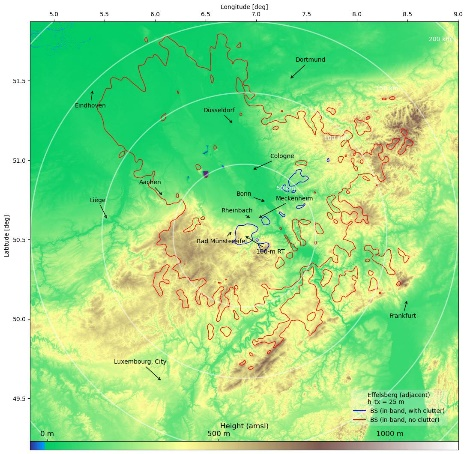 Longitude [deg]
5.0 5.5 6.0 6.5 7.0 7.5 8.0 8.5 9.0
Latitude [deg]
51.5
51.0
50.5
50.0
49.5
Dortmund
Eindhoven
Düsseldorf
Cologne
Aachen
Bonn
Meckenheim
Liège
Rheinbach
Bad Münstereifel
100-m RT
Frankfurt
Luxembourg. City
Effelsberg (adjacent)
h_tx = 25 m
BS (in band, with clutter)
BS (in band, no clutter)
Height (amsl)
0 m 500 m 1000 m